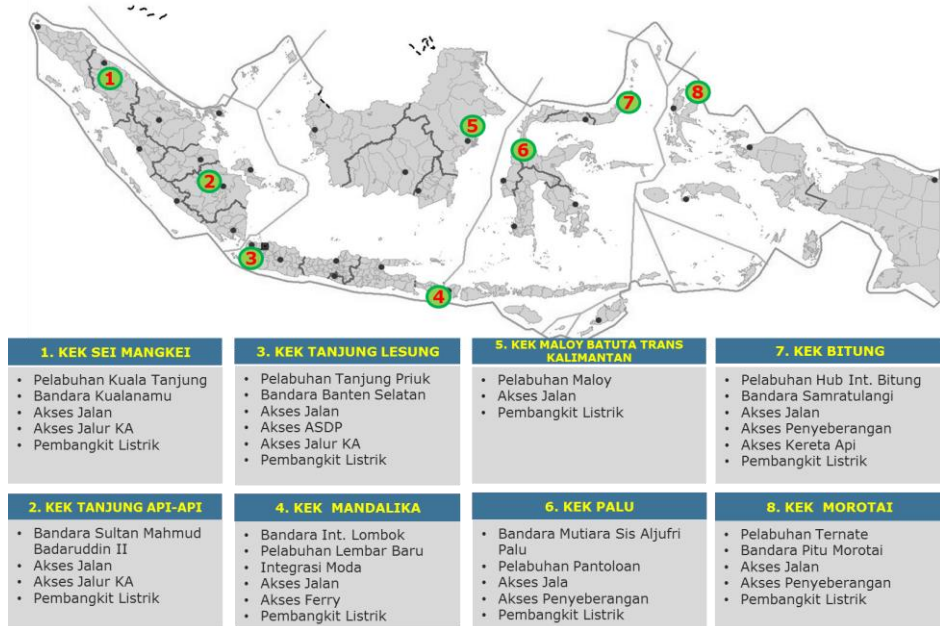 1
2
3
4
5
6
7
8
1. KEK SEI MANGKEI
• Pelabuhan Kuala Tanjung
• Bandara Kualanamu
• Akses Jalan
• Akses Jalur KA
• Pembangkit Listrik
3. KEK TANJUNG LESUNG
• Pelabuhan Tanjung Priuk
• Bandara Banten Selatan
• Akses Jalan
• Akses ASDP
• Akses Jalur KA
• Pembangkit Listrik
5. KEK MALOY BATUTA TRANS
KALIMANTAN
• Pelabuhan Maloy
• Akses Jalan
• Pembangkit Listrik
7. KEK BITUNG
• Pelabuhan Hub Int. Bitung
• Bandara Samratulangi
• Akses Jalan
• Akses Penyeberangan
• Akses Kereta Api
• Pembangkit Listrik
2. KEK TANJUNG API-API
• Bandara Sultan Mahmud
Badaruddin II
• Akses Jalan
• Akses Jalur KA
• Pembangkit Listrik
4. KEK MANDALIKA
• Bandara Int. Lombok
• Pelabuhan Lembar Baru
• Integrasi Moda
• Akses Jalan
• Akses Ferry
• Pembangkit Listrik
6. KEK PALU
• Bandara Mutiara Sis Aljufri
Palu
• Pelabuhan Pantoloan
• Akses Jala
• Akses Penyeberangan
• Pembangkit Listrik
8. KEK MOROTAI
• Pelabuhan Ternate
• Bandara Pitu Morotai
• Akses Jalan
• Akses Penyeberangan
• Pembangkit Listrik